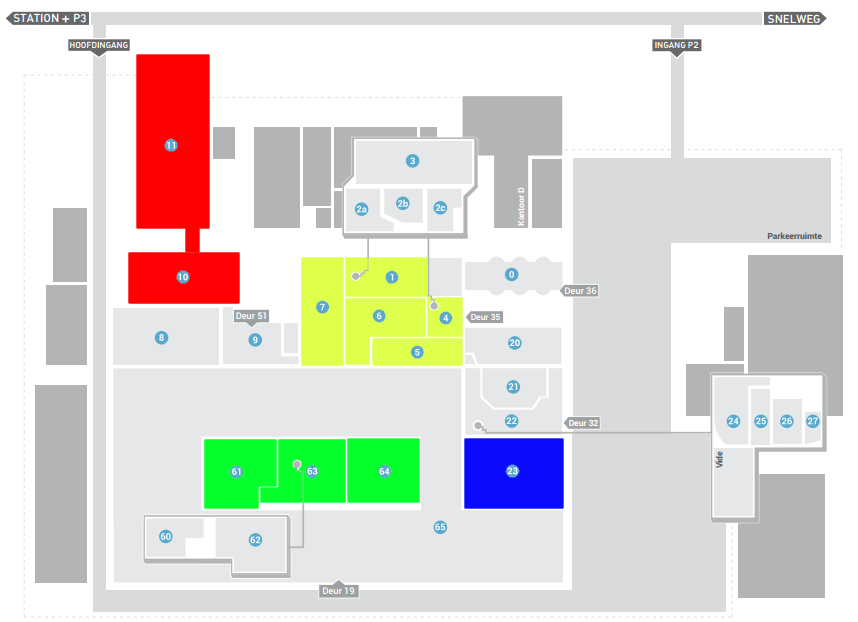 STATION + P3
SNELWEG
HOOFDINGANG
INGANG P2
11
3
2a
2b
2c
Kantoor D
Parkeerruimte
10
1
0
Deur 36
7
6
4
Deur 35
Deur 51
8
9
5
20
21
22
Deur 32
24
25
26
27
Vide
61
63
64
23
65
60
62
Deur 19